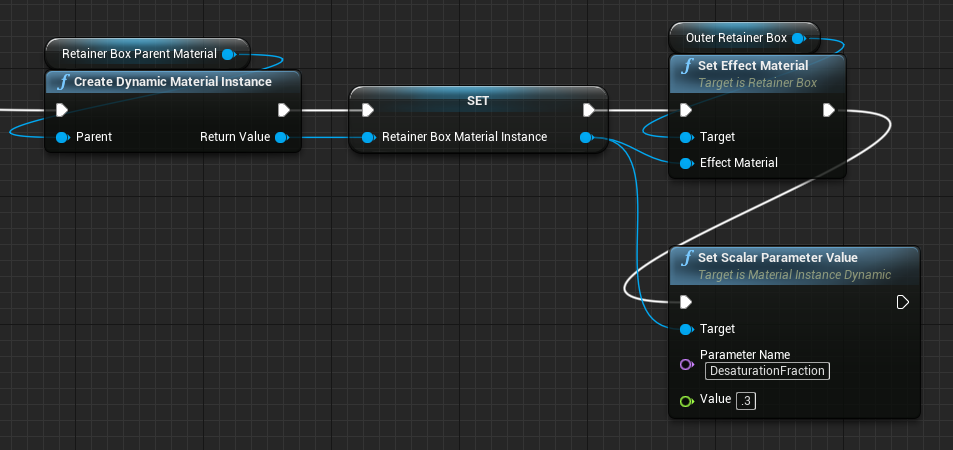 Retainer Box Parent Material
f Create Dynamic Material Instance
Parent
Return Value
SET
Retainer Box Material Instance
Outer Retainer Box
f Set Effect Material
Target is Retainer Box
Target
Effect Material
f Set Scalar Parameter Value
Target is Material Instance Dynamic
Target
Parameter Name
DesaturationFraction
Value .3